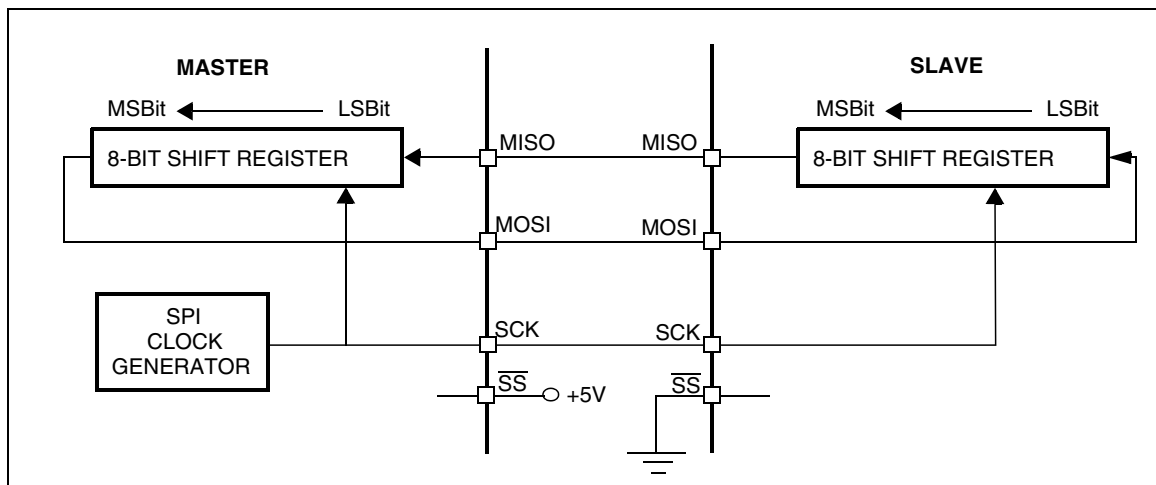 MASTER
SLAVE
MSBit LSBit
MSBit LSBit
8-BIT SHIFT REGISTER
MISO MISO
8-BIT SHIFT REGISTER
MOSI MOSI
SPI
CLOCK
GENERATOR
SCK SCK
SS +5V SS